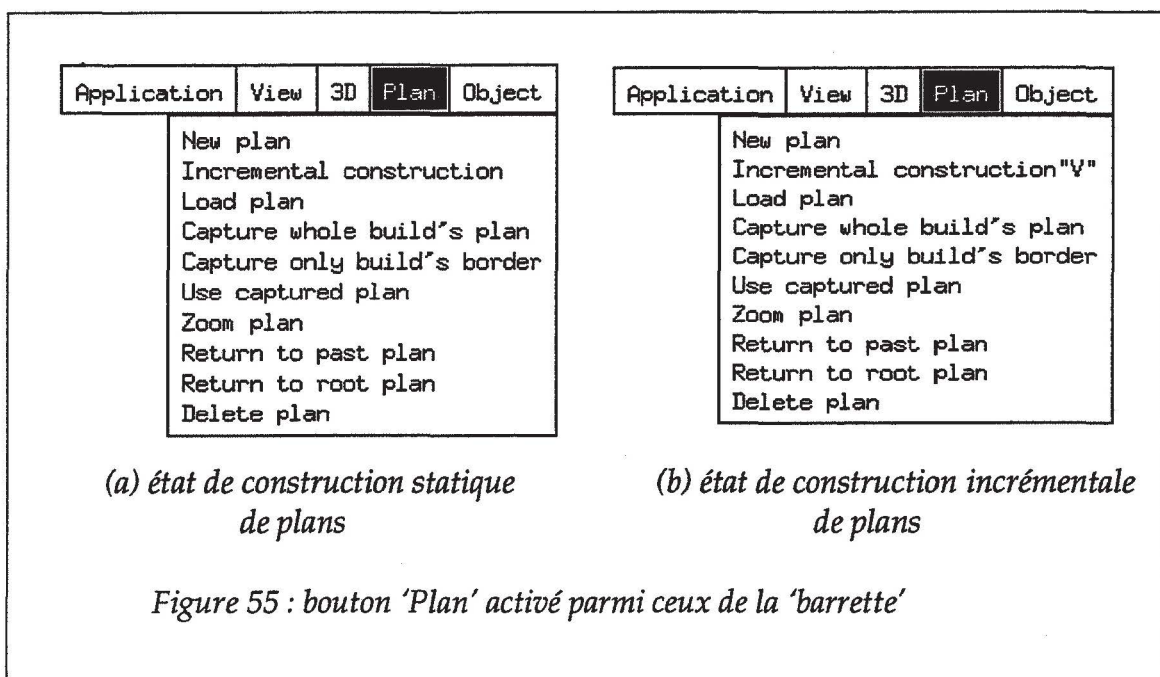 Application View 3D Plan Object
New plan
Incremental construction
Load plan
Capture whole build's plan
Capture only build's border
Use captured plan
Zoom plan
Return to past plan
Return to root plan
Delete plan
(a) état de construction statique
de plans
Application View 3D Plan Object
New plan
Incremental construction"V"
Load plan
Capture whole build's plan
Capture only build's border
Use captured plan
Zoom plan
Return to past plan
Return to root plan
Delete plan
(b) état de construction incrémentale
de plans
Figure 55 : bouton 'Plan' activé parmi ceux de la 'barrette'